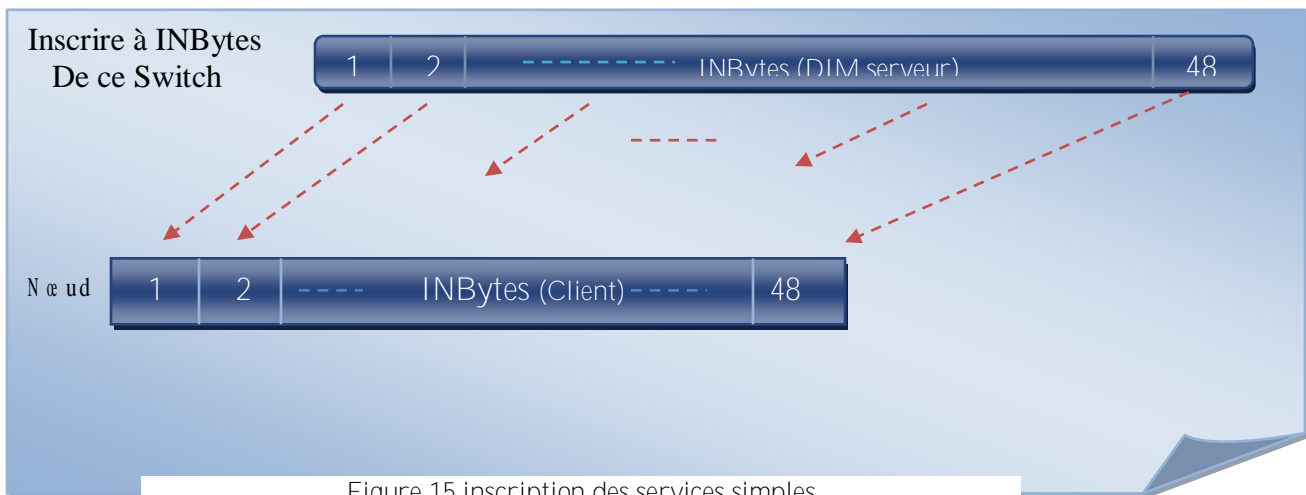 Inscrire à INBytes
De ce Switch
1 2 INBytes (DIM serveur) 48
Nœud 1 2 INBytes (Client) 48
Figure 15 inscription des services simples